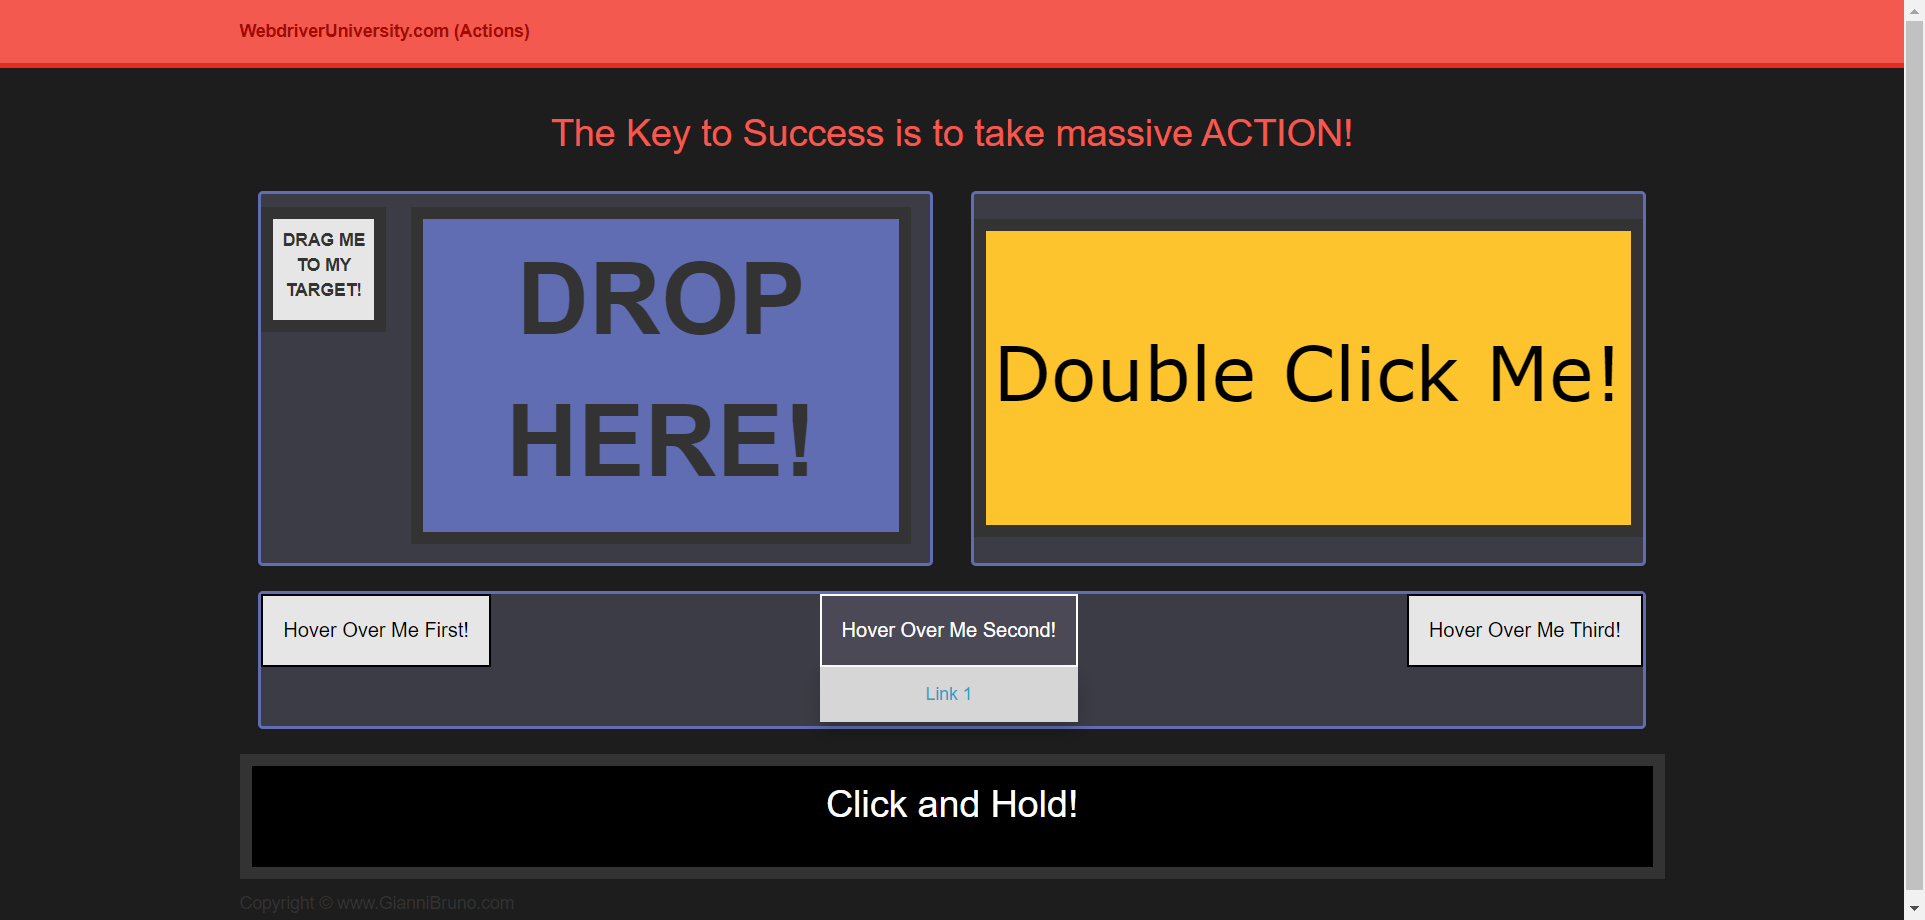 WebdriverUniversity.com (Actions)
The Key to Success is to take massive ACTION!
DRAG ME
TO MY
TARGET!
DROP
HERE!
Double Click Me!
Hover Over Me First!
Hover Over Me Second!
Hover Over Me Third!
Link 1
Click and Hold!
Copyright © www.GianniBruno.com